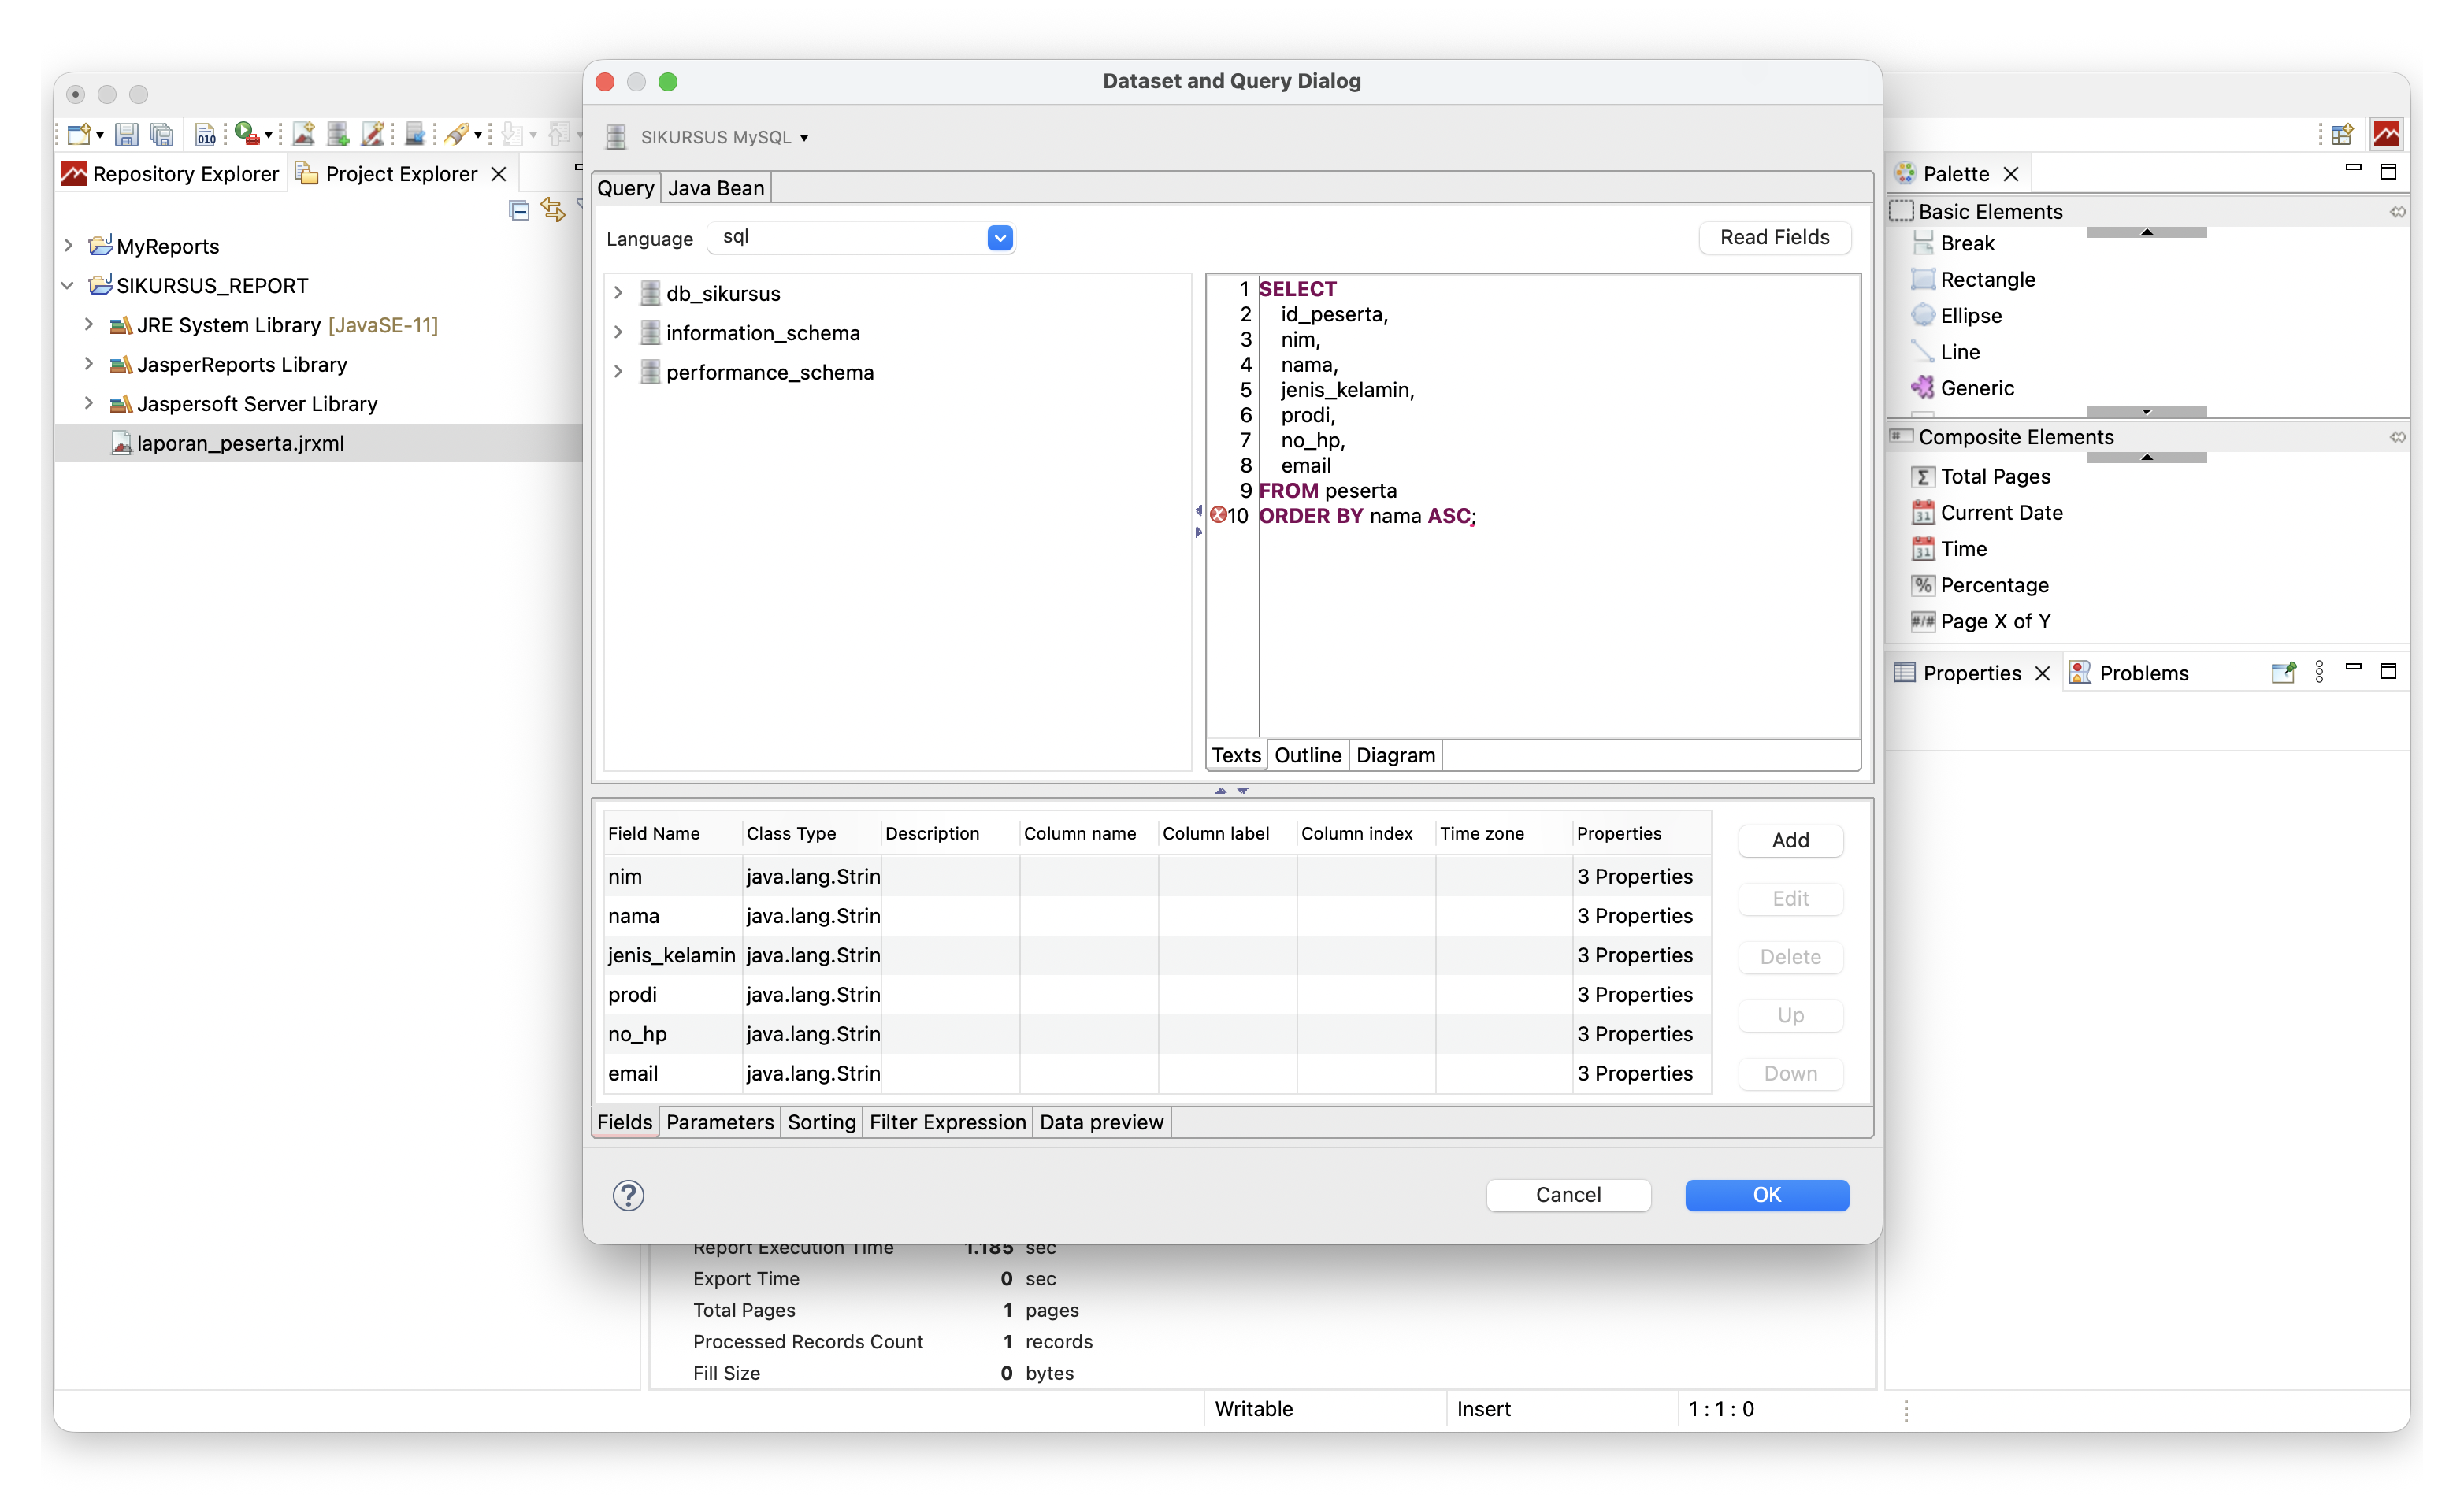 Dataset and Query Dialog
SIKURSUS MySQL
Repository Explorer
Project Explorer
MyReports
SIKURSUS_REPORT
JRE System Library [JavaSE-11]
JasperReports Library
Jaspersoft Server Library
laporan_peserta.jrxml
Query
Java Bean
Language
sql
Read Fields
db_sikursus
information_schema
performance_schema
1 SELECT
2 id_peserta,
3 nim,
4 nama,
5 jenis_kelamin,
6 prodi,
7 no_hp,
8 email
9 FROM peserta
10 ORDER BY nama ASC;
Texts
Outline
Diagram
Field Name Class Type Description Column name Column label Column index Time zone Properties
nim java.lang.Strin 3 Properties
nama java.lang.Strin 3 Properties
jenis_kelamin java.lang.Strin 3 Properties
prodi java.lang.Strin 3 Properties
no_hp java.lang.Strin 3 Properties
email java.lang.Strin 3 Properties
Add
Edit
Delete
Up
Down
Fields
Parameters
Sorting
Filter Expression
Data preview
Cancel
OK
Palette
Basic Elements
Break
Rectangle
Ellipse
Line
Generic
Composite Elements
Total Pages
Current Date
Time
Percentage
Page X of Y
Properties
Problems
Report Execution Time 1.185 sec
Export Time 0 sec
Total Pages 1 pages
Processed Records Count 1 records
Fill Size 0 bytes
Writable
Insert
1 : 1 : 0